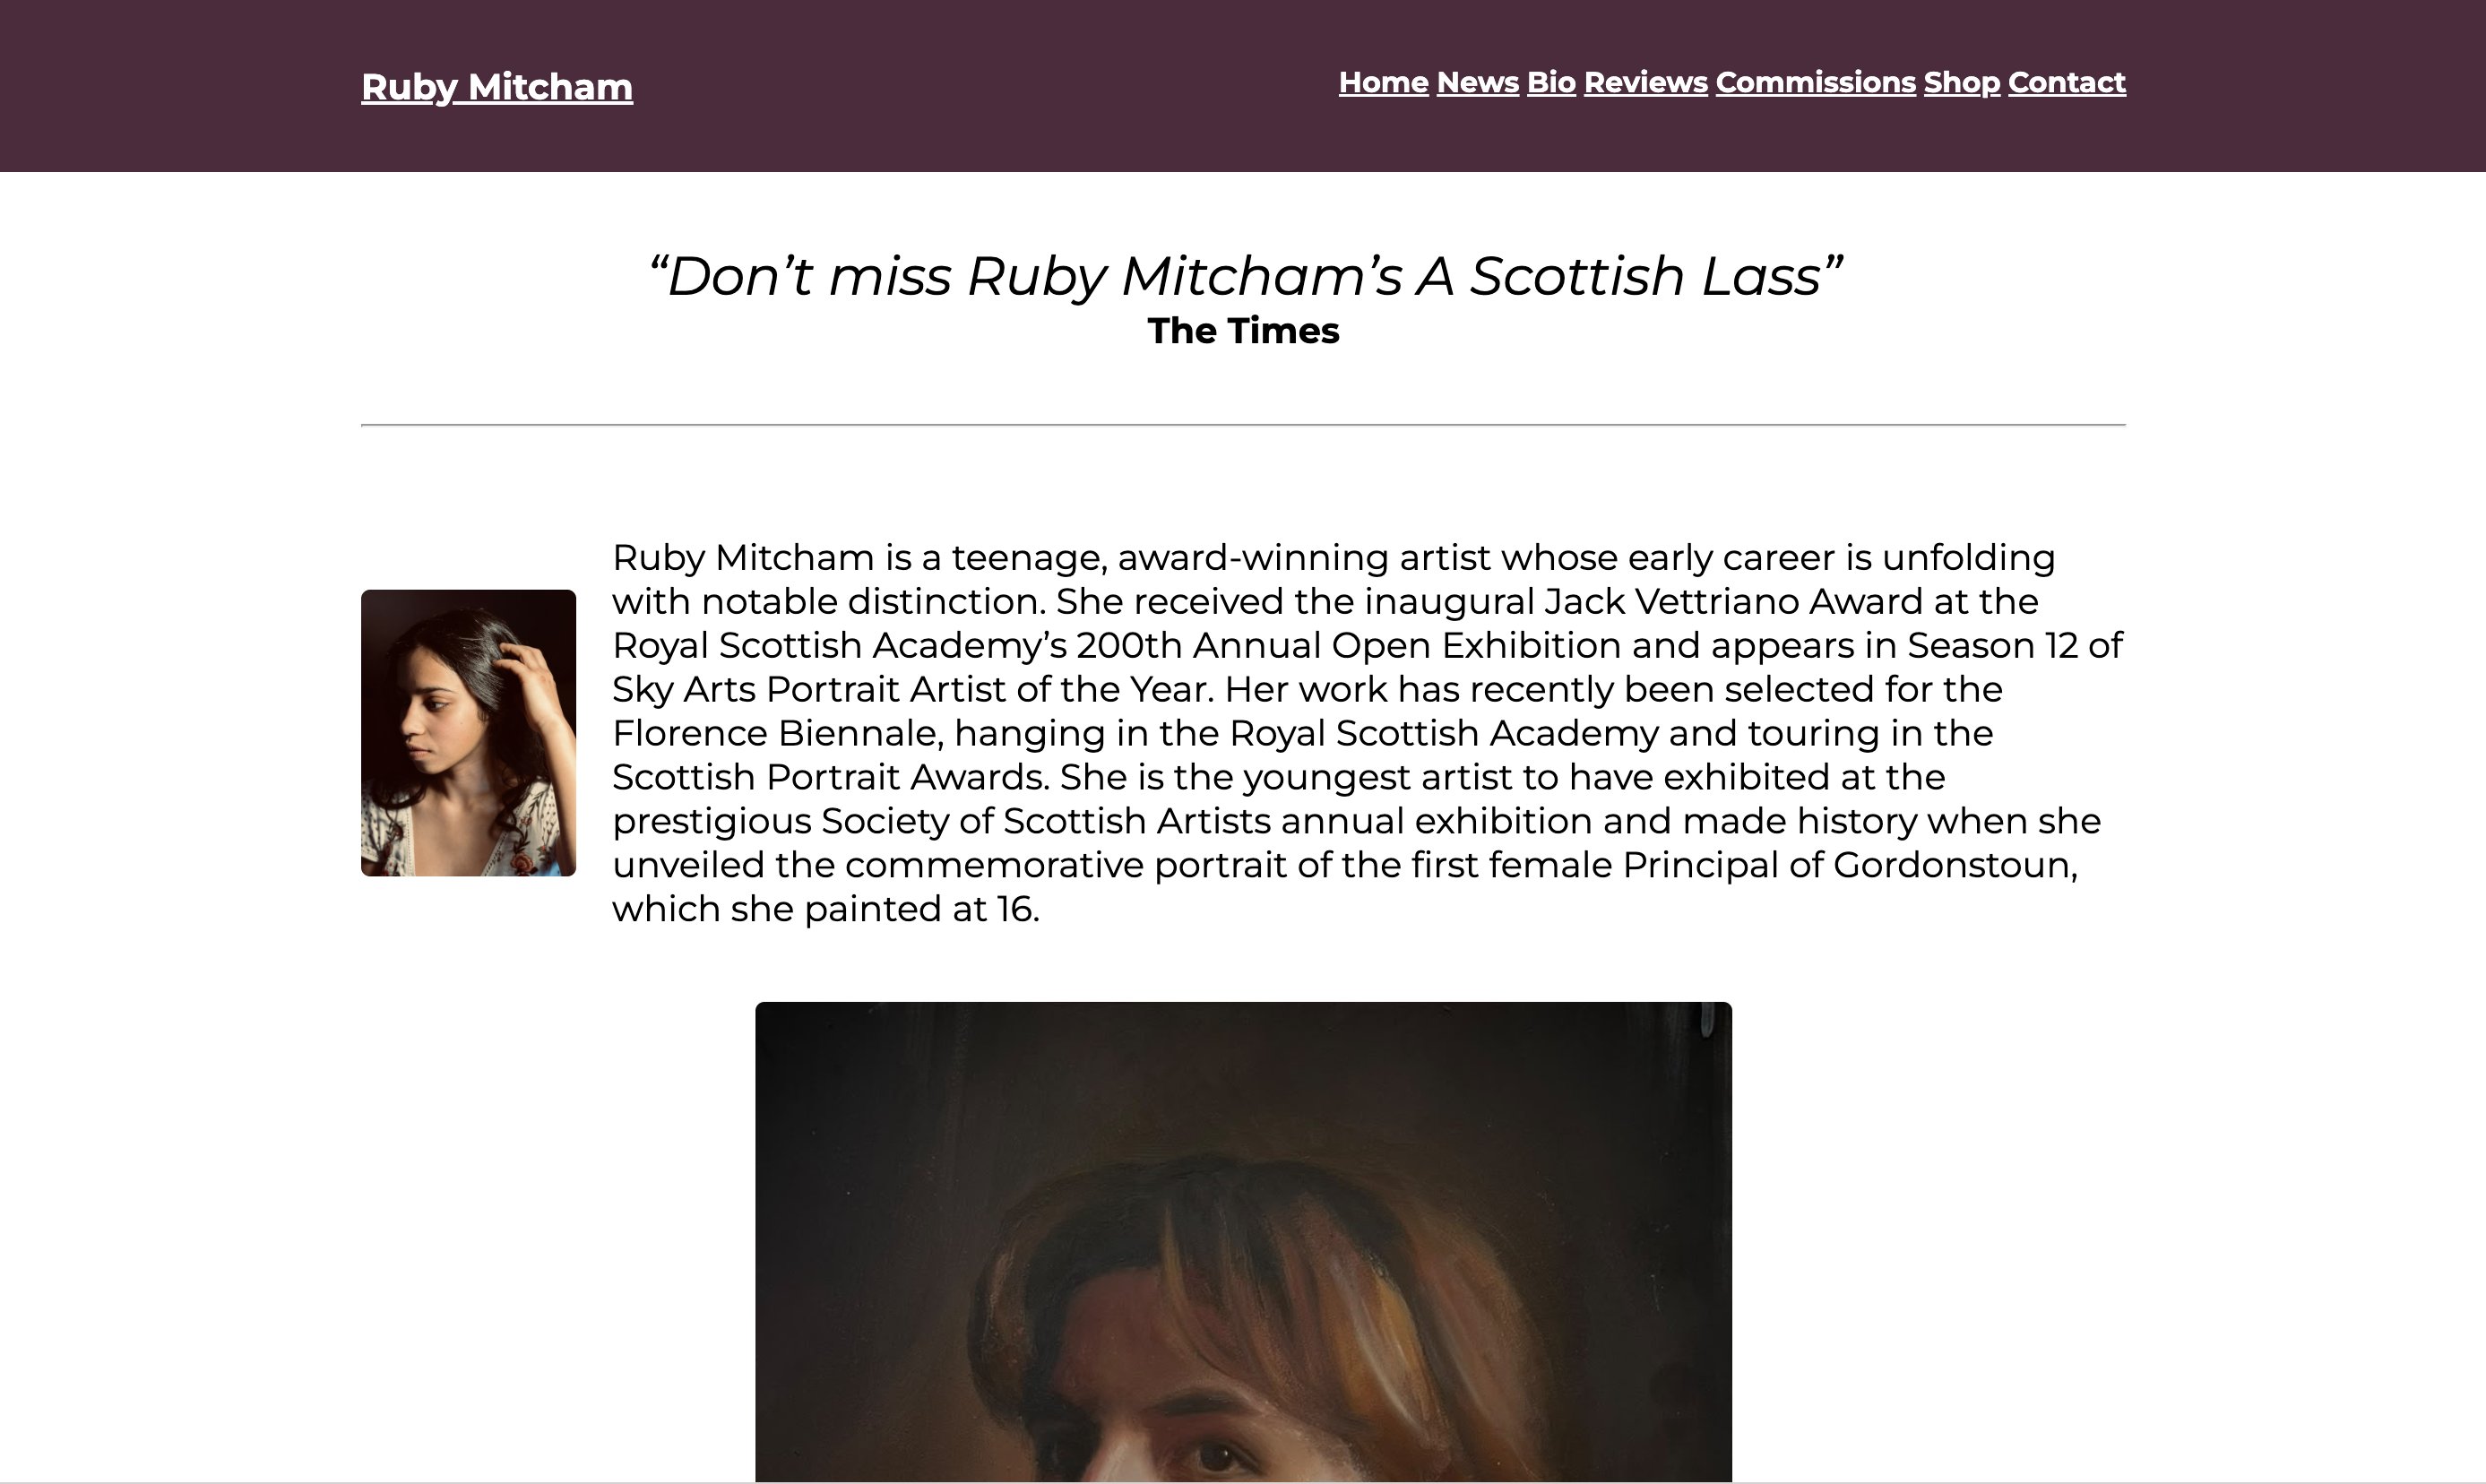 Ruby Mitcham
Home News Bio Reviews Commissions Shop Contact
“Don’t miss Ruby Mitcham’s A Scottish Lass”
The Times
Ruby Mitcham is a teenage, award-winning artist whose early career is unfolding
with notable distinction. She received the inaugural Jack Vettriano Award at the
Royal Scottish Academy’s 200th Annual Open Exhibition and appears in Season 12 of
Sky Arts Portrait Artist of the Year. Her work has recently been selected for the
Florence Biennale, hanging in the Royal Scottish Academy and touring in the
Scottish Portrait Awards. She is the youngest artist to have exhibited at the
prestigious Society of Scottish Artists annual exhibition and made history when she
unveiled the commemorative portrait of the first female Principal of Gordonstoun,
which she painted at 16.